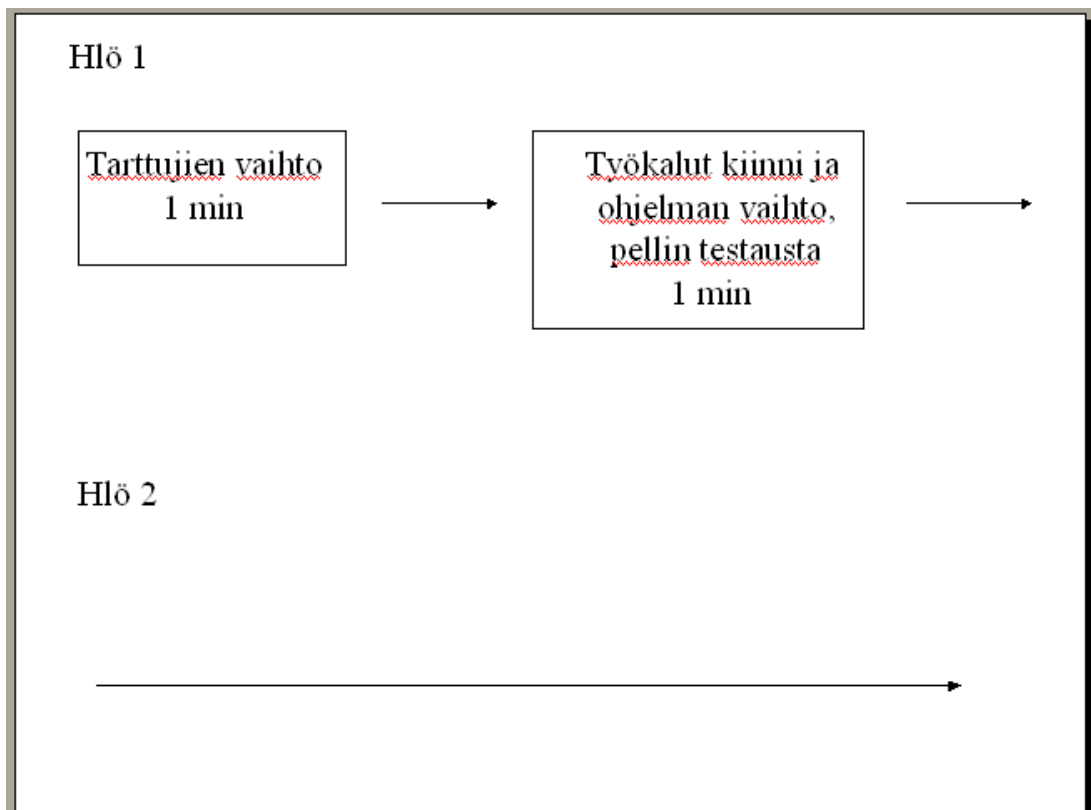 Hlö 1
Tarttujien vaihto
1 min
Työkalut kiinni ja
ohjelman vaihto,
pellin testausta
1 min
Hlö 2